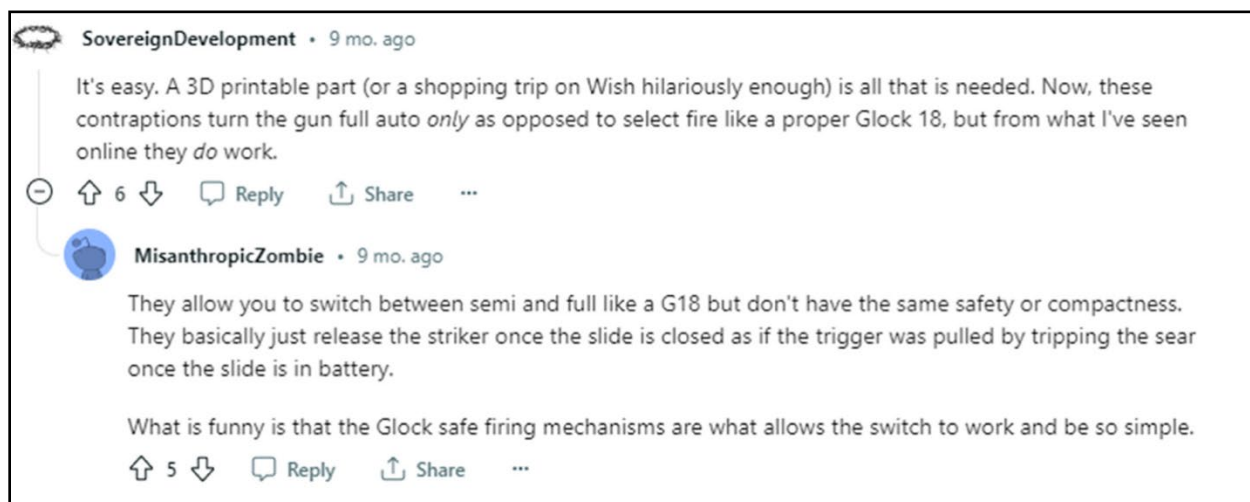 SovereignDevelopment • 9 mo. ago
It's easy. A 3D printable part (or a shopping trip on Wish hilariously enough) is all that is needed. Now, these
contraptions turn the gun full auto only as opposed to select fire like a proper Glock 18, but from what I've seen
online they do work.
6 Reply Share ...
MisanthropicZombie • 9 mo. ago
They allow you to switch between semi and full like a G18 but don't have the same safety or compactness.
They basically just release the striker once the slide is closed as if the trigger was pulled by tripping the sear
once the slide is in battery.
What is funny is that the Glock safe firing mechanisms are what allows the switch to work and be so simple.
5 Reply Share ...